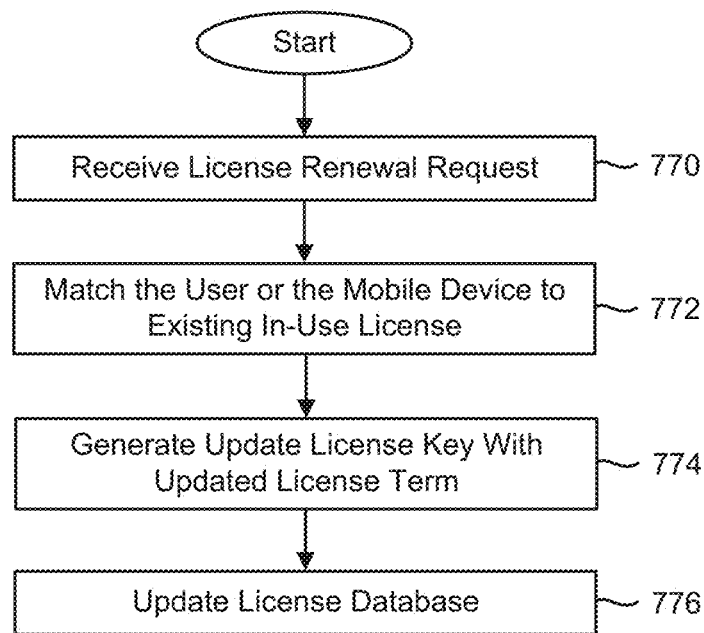 Start
Receive License Renewal Request
770
Match the User or the Mobile Device to
Existing In-Use License
772
Generate Update License Key With
Updated License Term
774
Update License Database
776